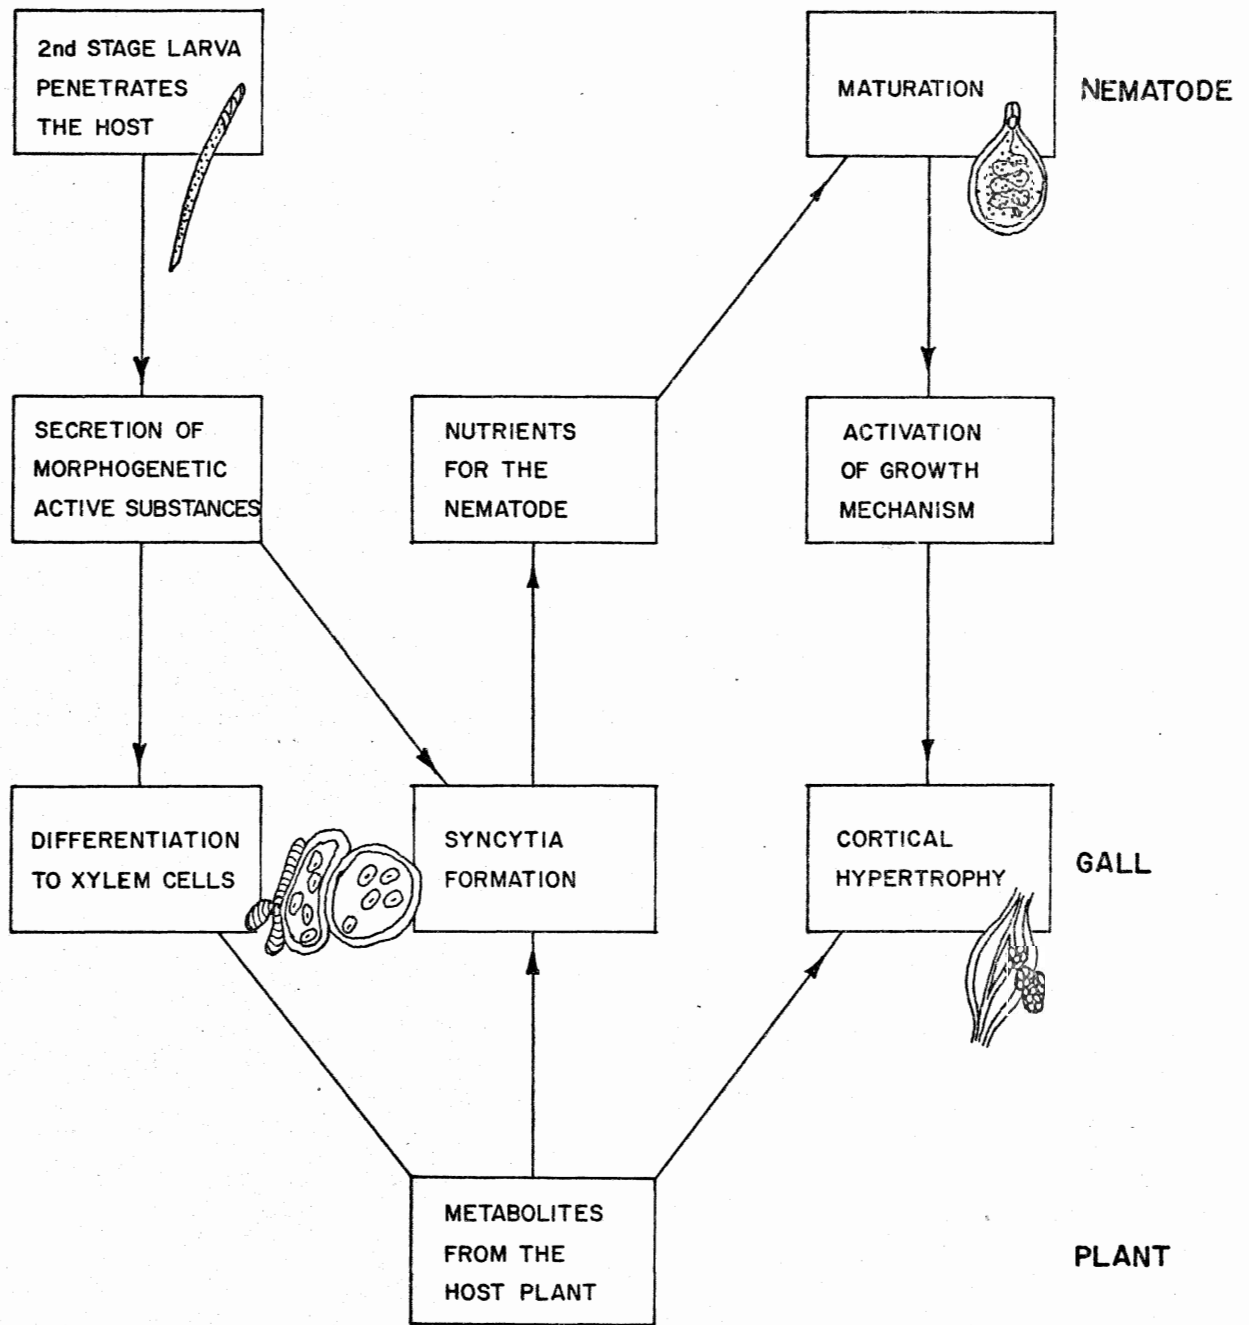 2nd STAGE LARVA
PENETRATES
THE HOST
MATURATION
NEMATODE
SECRETION OF
MORPHOGENETIC
ACTIVE SUBSTANCES
NUTRIENTS
FOR THE
NEMATODE
ACTIVATION
OF GROWTH
MECHANISM
DIFFERENTIATION
TO XYLEM CELLS
SYNCYTIA
FORMATION
CORTICAL
HYPERTROPHY
GALL
METABOLITES
FROM THE
HOST PLANT
PLANT